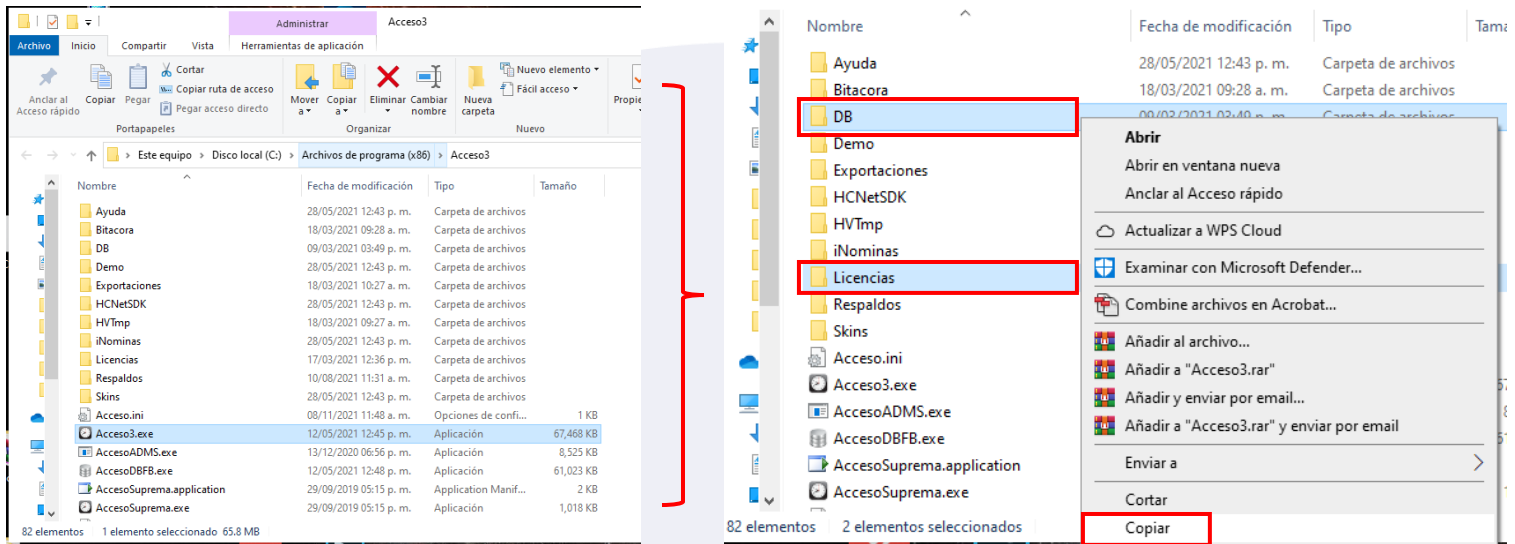 Administrar Acceso3
Archivo Inicio Compartir Vista Herramientas de aplicación
Anclar al Acceso rápido
Copiar
Pegar
Cortar
Copiar ruta de acceso
Pegar acceso directo
Portapapeles
Mover a
Copiar a
Eliminar
Cambiar nombre
Organizar
Nueva carpeta
Nuevo elemento
Fácil acceso
Nuevo
Propie
Este equipo > Disco local (C:) > Archivos de programa (x86) > Acceso3
Nombre Fecha de modificación Tipo Tamaño
Ayuda 28/05/2021 12:43 p. m. Carpeta de archivos
Bitacora 18/03/2021 09:28 a. m. Carpeta de archivos
DB 09/03/2021 03:49 p. m. Carpeta de archivos
Demo 28/05/2021 12:43 p. m. Carpeta de archivos
Exportaciones 18/03/2021 10:27 a. m. Carpeta de archivos
HCNetSDK 28/05/2021 12:43 p. m. Carpeta de archivos
HVTmp 18/03/2021 09:27 a. m. Carpeta de archivos
iNominas 28/05/2021 12:43 p. m. Carpeta de archivos
Licencias 17/03/2021 12:36 p. m. Carpeta de archivos
Respaldos 10/08/2021 11:31 a. m. Carpeta de archivos
Skins 28/05/2021 12:43 p. m. Carpeta de archivos
Acceso.ini 08/11/2021 11:48 a. m. Opciones de confi... 1 KB
Acceso3.exe 12/05/2021 12:45 p. m. Aplicación 67,468 KB
AccesoADMS.exe 13/12/2020 06:56 p. m. Aplicación 8,525 KB
AccesoDBFB.exe 12/05/2021 12:48 p. m. Aplicación 61,023 KB
AccesoSuprema.application 29/09/2019 05:15 p. m. Application Manif... 2 KB
AccesoSuprema.exe 29/09/2019 05:15 p. m. Aplicación 1,018 KB
82 elementos 1 elemento seleccionado 65.8 MB
Nombre Fecha de modificación Tipo Tama
Ayuda 28/05/2021 12:43 p. m. Carpeta de archivos
Bitacora 18/03/2021 09:28 a. m. Carpeta de archivos
DB 09/03/2021 03:49 p. m. Carpeta de archivos
Demo
Exportaciones
HCNetSDK
HVTmp
iNominas
Licencias
Respaldos
Skins
Acceso.ini
Acceso3.exe
AccesoADMS.exe
AccesoDBFB.exe
AccesoSuprema.application
AccesoSuprema.exe
82 elementos 2 elementos seleccionados
Abrir
Abrir en ventana nueva
Anclar al Acceso rápido
Actualizar a WPS Cloud
Examinar con Microsoft Defender...
Combine archivos en Acrobat...
Añadir al archivo...
Añadir a "Acceso3.rar"
Añadir y enviar por email...
Añadir a "Acceso3.rar" y enviar por email
Enviar a
Cortar
Copiar